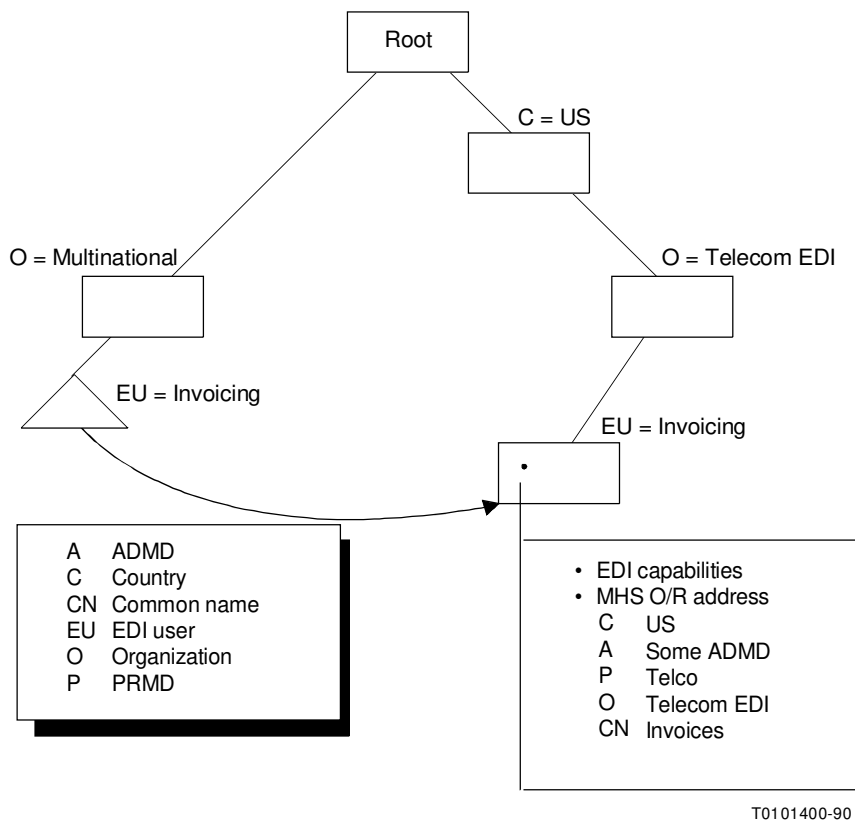 Root
C = US
O = Multinational
O = Telecom EDI
EU = Invoicing
EU = Invoicing
A ADMD
C Country
CN Common name
EU EDI user
O Organization
P PRMD
• EDI capabilities
• MHS O/R address
C US
A Some ADMD
P Telco
O Telecom EDI
CN Invoices
T0101400-90